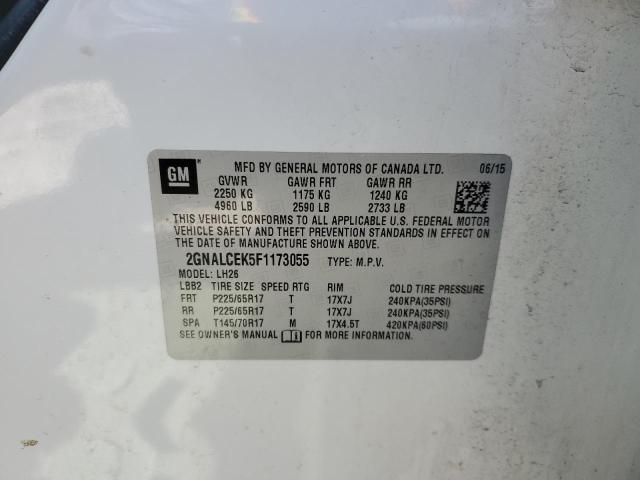 GM
MFD BY GENERAL MOTORS OF CANADA LTD. 06/15
GVWR GAWR FRT GAWR RR
2250 KG 1175 KG 1240 KG
4960 LB 2590 LB 2733 LB
THIS VEHICLE CONFORMS TO ALL APPLICABLE U.S. FEDERAL MOTOR
VEHICLE SAFETY AND THEFT PREVENTION STANDARDS IN EFFECT ON
THE DATE OF MANUFACTURE SHOWN ABOVE.
2GNALCEK5F1173055 TYPE: M.P.V.
MODEL: LH26
LBB2 TIRE SIZE SPEED RTG RIM COLD TIRE PRESSURE
FRT P225/65R17 T 17X7J 240KPA(35PSI)
RR P225/65R17 T 17X7J 240KPA(35PSI)
SPA T145/70R17 M 17X4.5T 420KPA(60PSI)
SEE OWNER'S MANUAL FOR MORE INFORMATION.